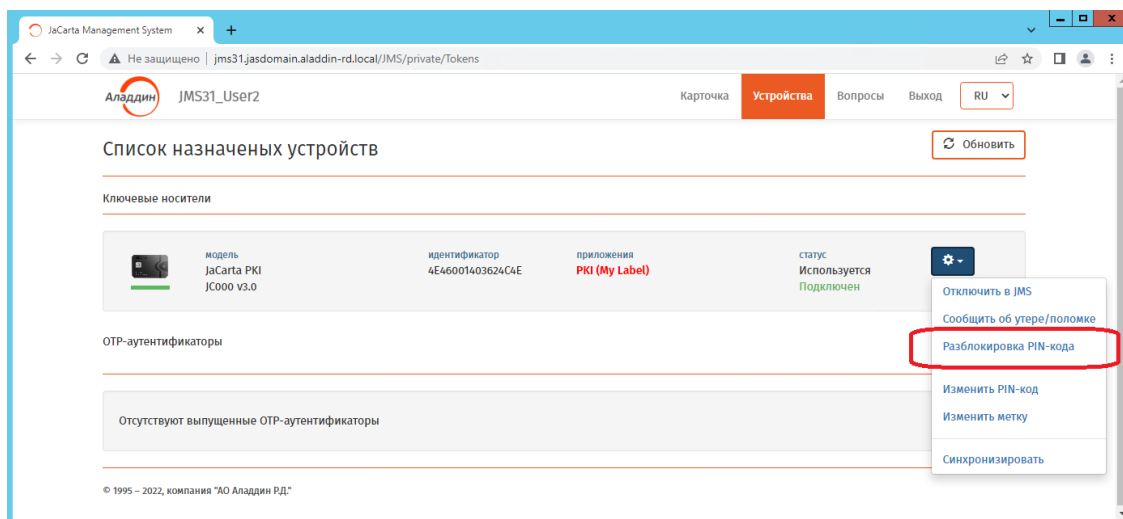 JaCarta Management System
Не защищено | jms31.jasdomain.aladdin-rd.local/JMS/private/Tokens
Аладдин JMS31_User2 Карточка Устройства Вопросы Выход RU
Список назначеных устройств Обновить
Ключевые носители
модель идентификатор приложения статус
JaCarta PKI 4E46001403624C4E PKI (My Label) Используется
JC000 v3.0 Подключен
Отключить в JMS
Сообщить об утере/поломке
OTP-аутентификаторы Разблокировка PIN-кода
Изменить PIN-код
Отсутствуют выпущенные OTP-аутентификаторы Изменить метку
Синхронизировать
© 1995 – 2022, компания "АО Аладдин Р.Д."